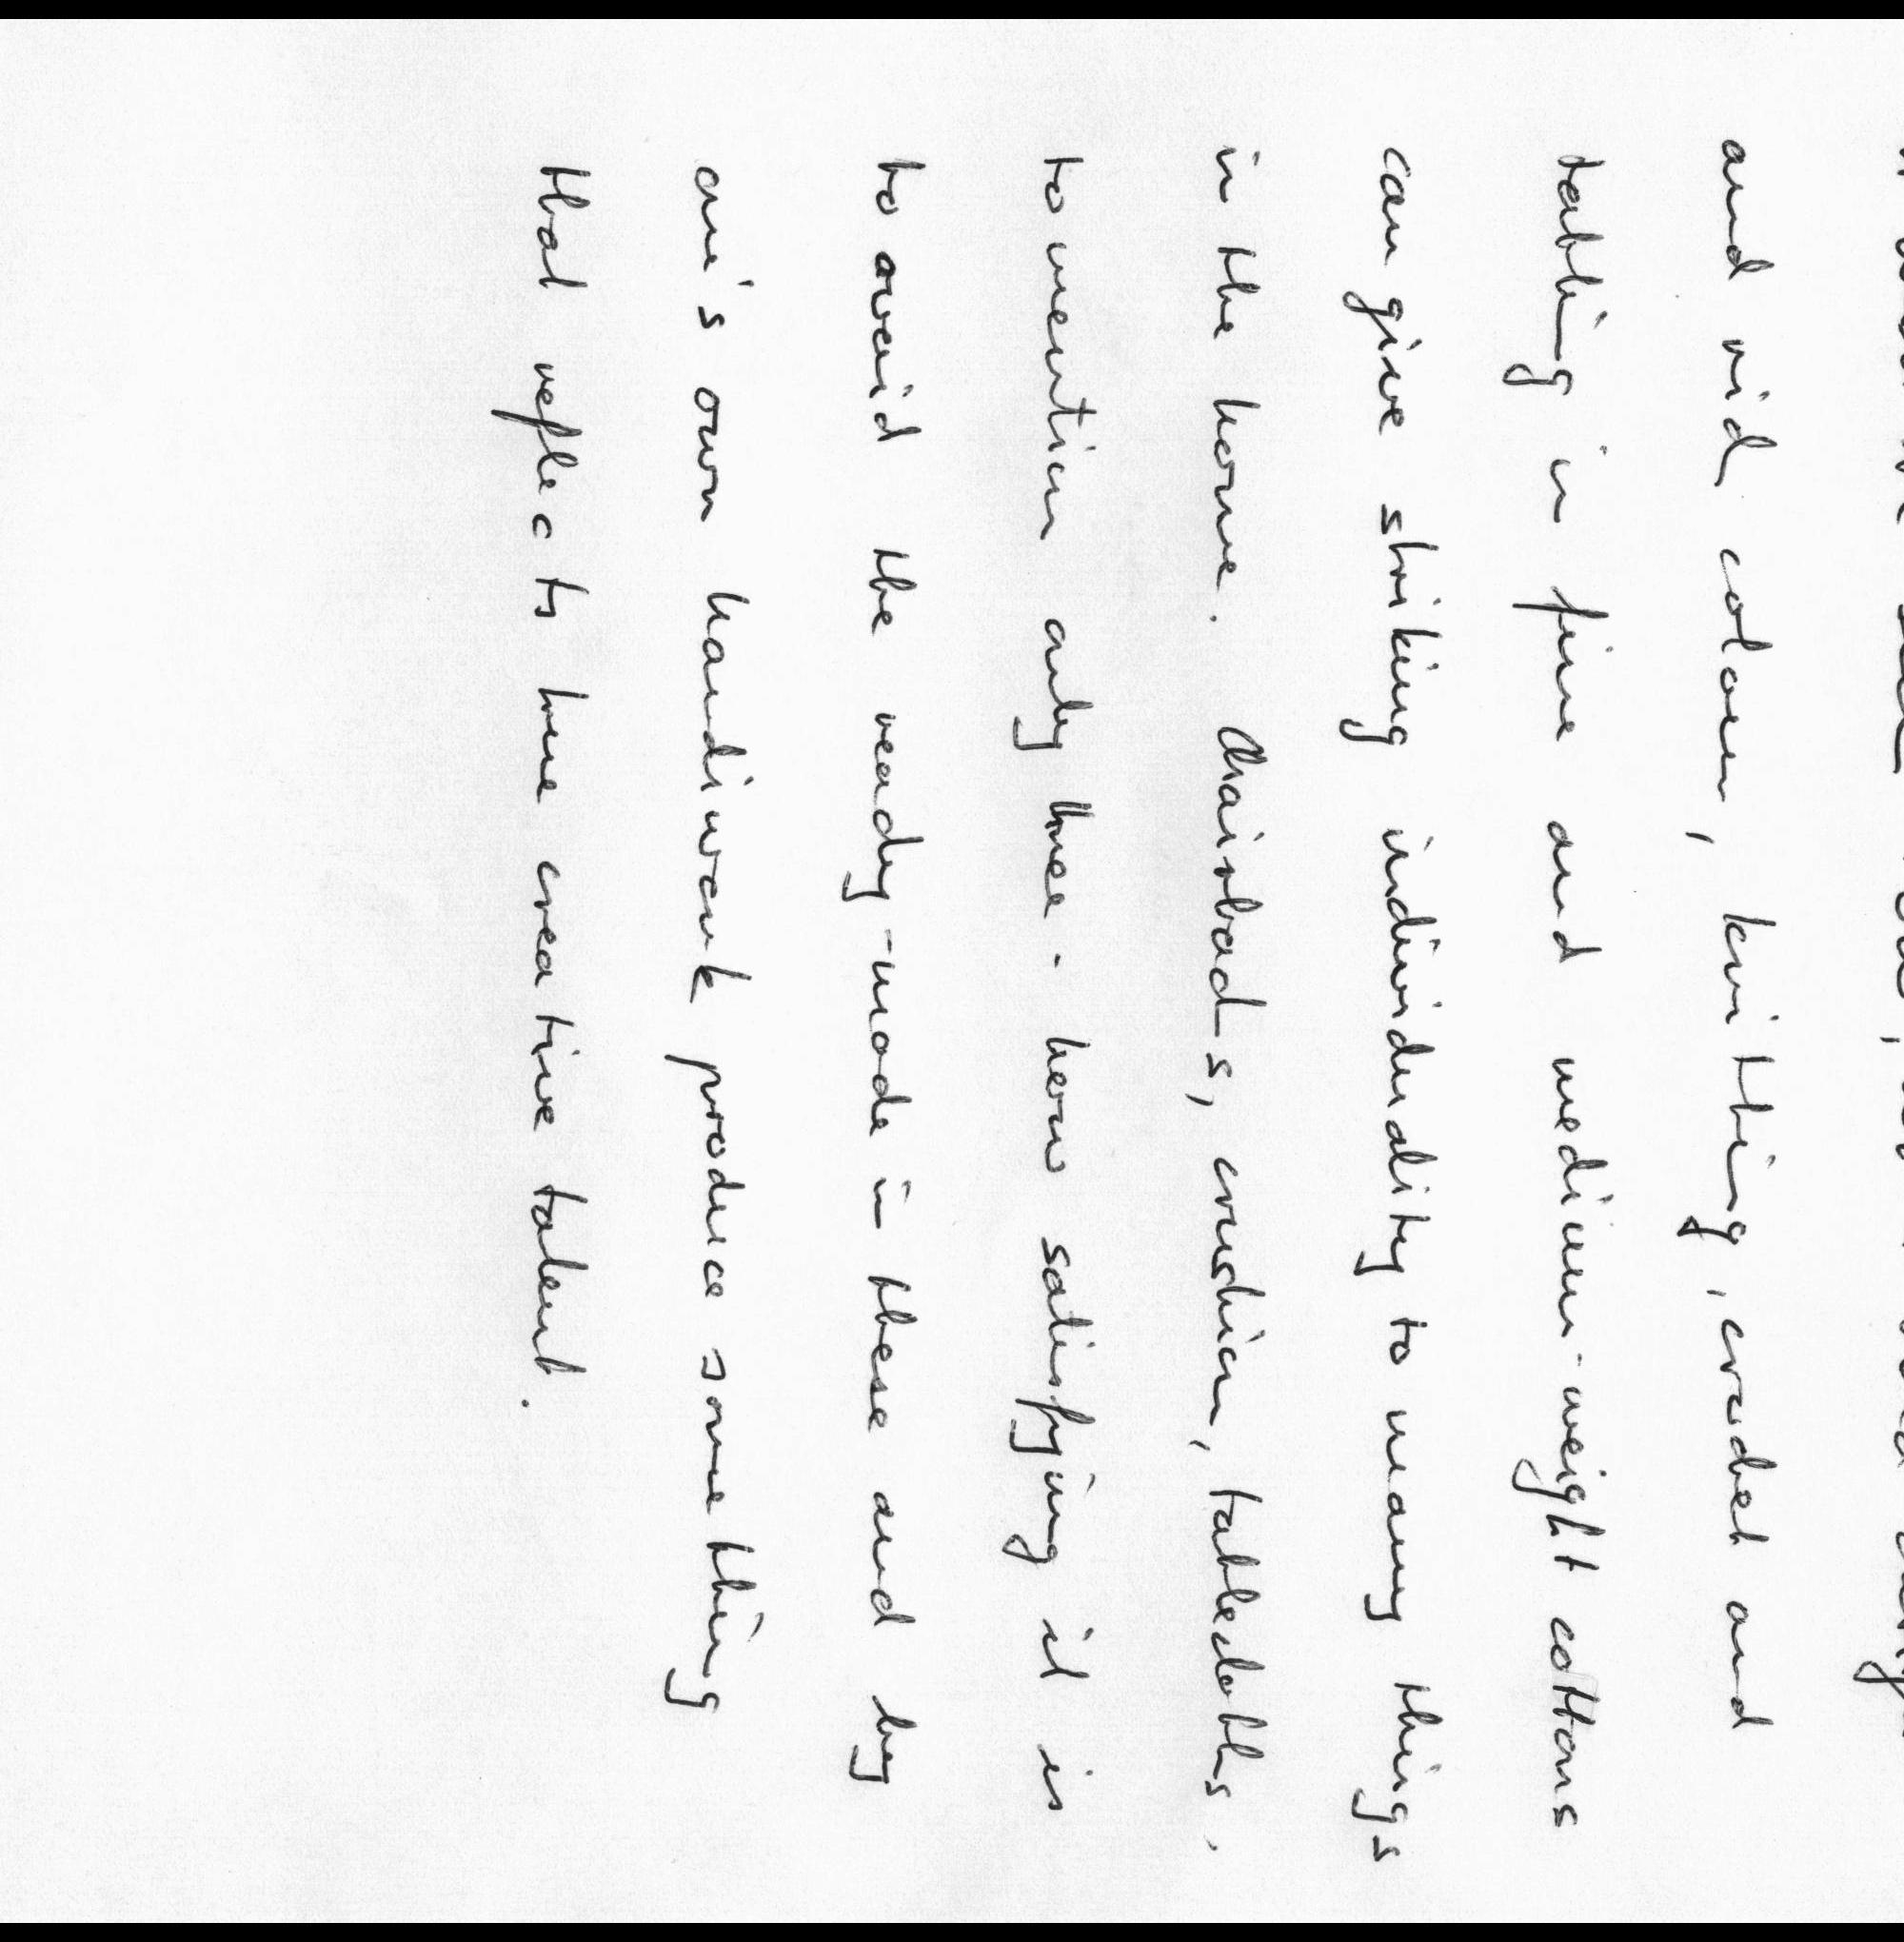 and rich colour, knitting, crochet and
tatting in fine and medium-weight cottons
can give striking individuality to many things
in the home. Chairbacks, cushion, tablecloths,
to mention only three - how satisfying it is
to avoid the ready-made in these and by
one's own handiwork produce something
that reflects true creative talent.